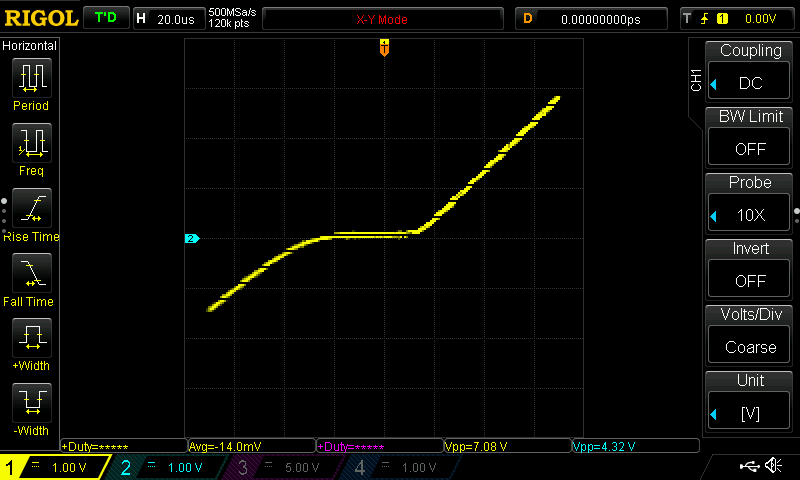 RIGOL T'D H 20.0us 500MSa/s 120k pts X-Y Mode D 0.00000000ps T 1 0.00V
Horizontal
Period
Freq
Rise Time
Fall Time
+Width
-Width
T
2
CH1
Coupling
DC
BW Limit
OFF
Probe
10X
Invert
OFF
Volts/Div
Coarse
Unit
[V]
+Duty=***** Avg=-14.0mV +Duty=***** Vpp=7.08 V Vpp=4.32 V
1 = 1.00 V 2 = 1.00 V 3 = 5.00 V 4 = 1.00 V